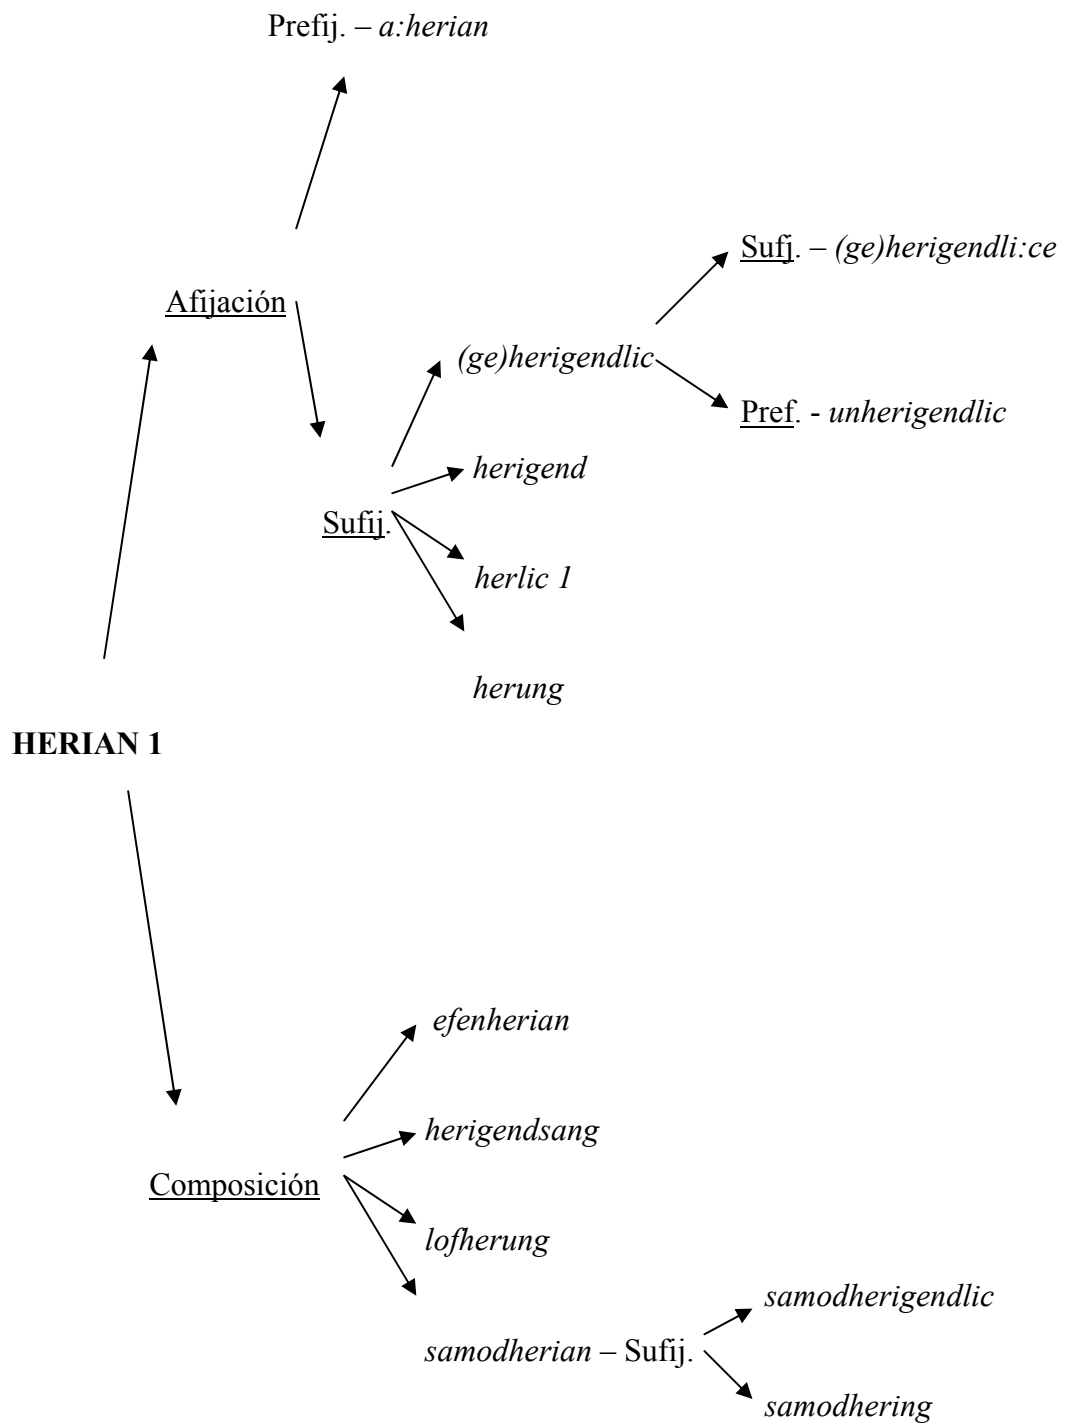 Prefij. – a:herian
Sufj. – (ge)herigendli:ce
Afijación
(ge)herigendlic
Pref. - unherigendlic
herigend
Sufij.
herlic 1
herung
HERIAN 1
efenherian
herigendsang
Composición
lofherung
samodherigendlic
samodherian – Sufij.
samodhering